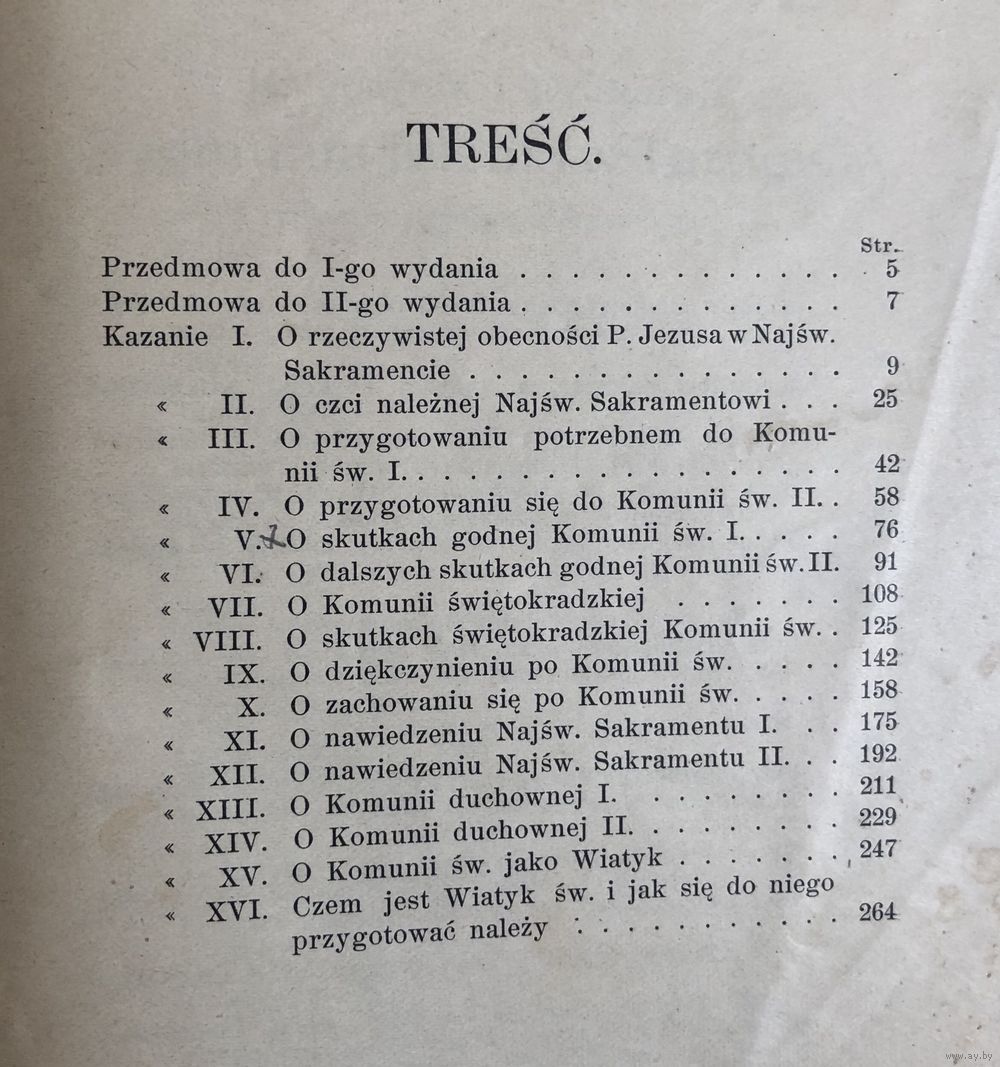 TREŚĆ.
Str.
Przedmowa do I-go wydania . . . . . . . . . . . . . 5
Przedmowa do II-go wydania . . . . . . . . . . . . . 7
Kazanie I. O rzeczywistej obecności P. Jezusa w Najśw.
Sakramencie . . . . . . . . . . . . . . . 9
« II. O czci należnej Najśw. Sakramentowi . . . 25
« III. O przygotowaniu potrzebnem do Komu-
nii św. I. . . . . . . . . . . . . . . . . . 42
« IV. O przygotowaniu się do Komunii św. II. . 58
« V. O skutkach godnej Komunii św. I. . . . . 76
« VI. O dalszych skutkach godnej Komunii św. II. 91
« VII. O Komunii świętokradzkiej . . . . . . . 108
« VIII. O skutkach świętokradzkiej Komunii św. . 125
« IX. O dziękczynieniu po Komunii św. . . . . 142
« X. O zachowaniu się po Komunii św. . . . . 158
« XI. O nawiedzeniu Najśw. Sakramentu I. . . 175
« XII. O nawiedzeniu Najśw. Sakramentu II. . . 192
« XIII. O Komunii duchownej I. . . . . . . . 211
« XIV. O Komunii duchownej II. . . . . . . . 229
« XV. O Komunii św. jako Wiatyk . . . . . . . 247
« XVI. Czem jest Wiatyk św. i jak się do niego
przygotować należy . . . . . . . . . . . 264
www.ay.by